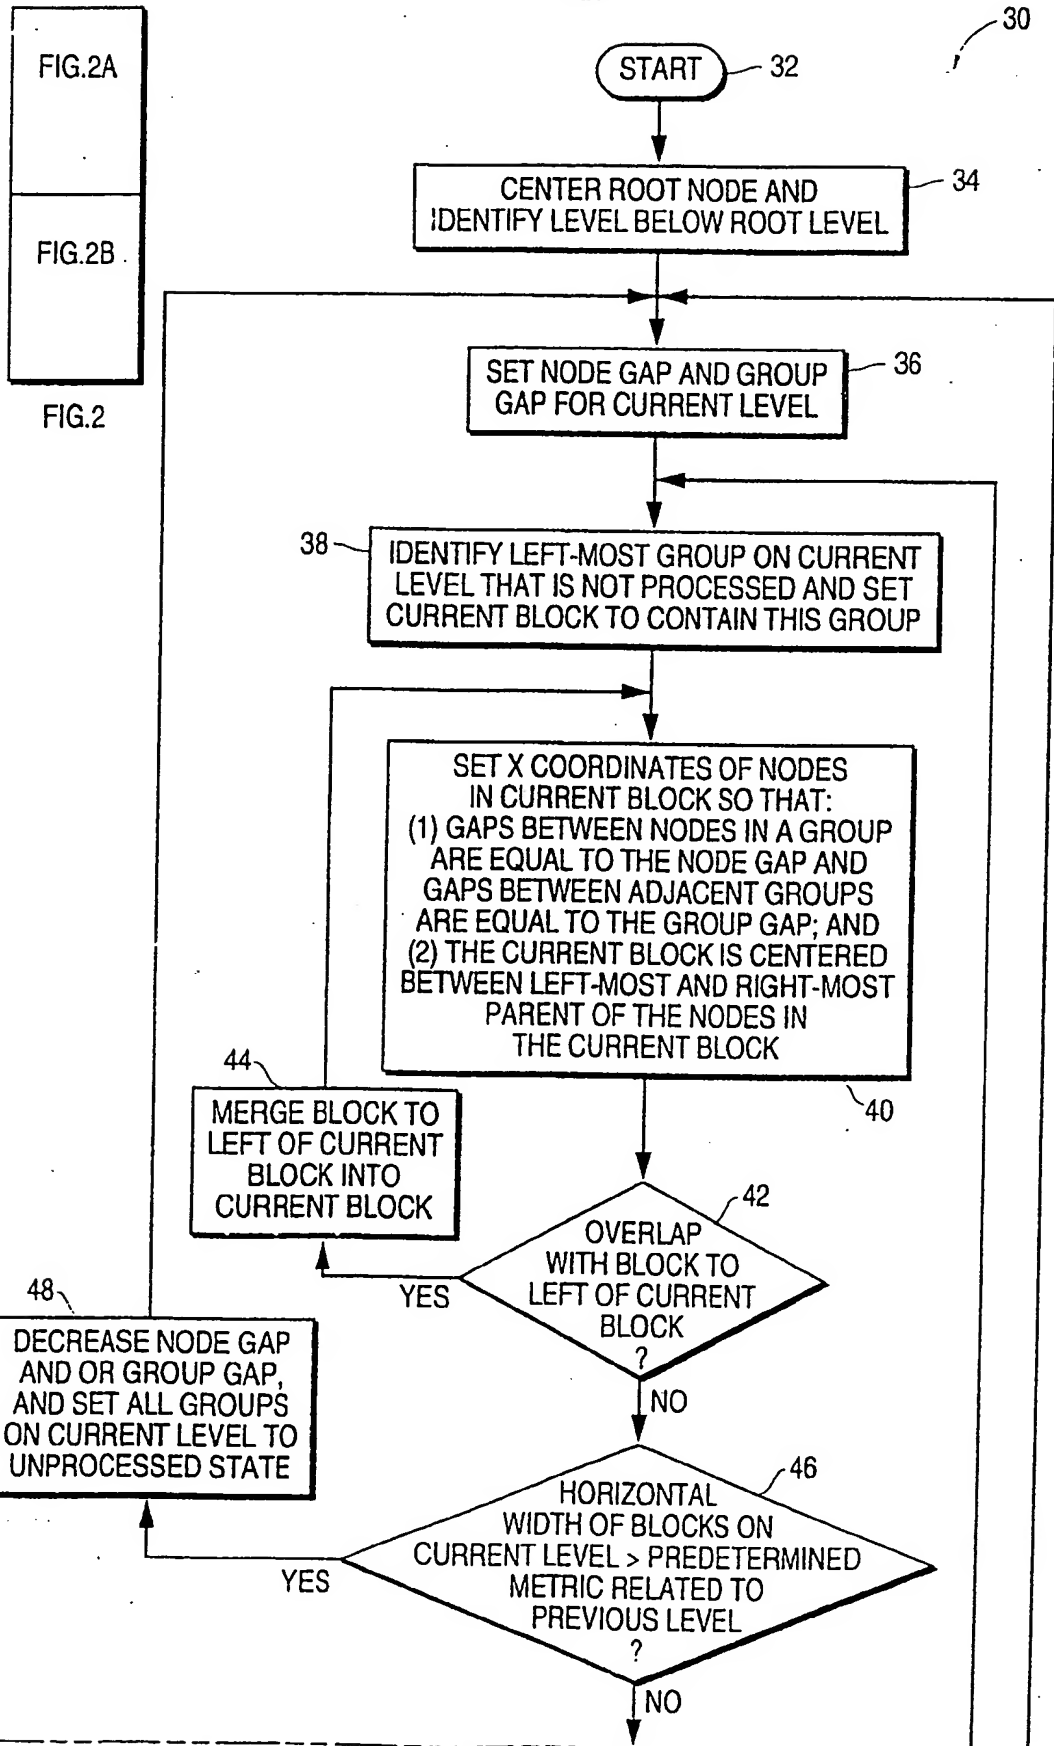 30
FIG.2A
START
32
CENTER ROOT NODE AND
IDENTIFY LEVEL BELOW ROOT LEVEL
34
FIG.2B
FIG.2
SET NODE GAP AND GROUP
GAP FOR CURRENT LEVEL
36
38
IDENTIFY LEFT-MOST GROUP ON CURRENT
LEVEL THAT IS NOT PROCESSED AND SET
CURRENT BLOCK TO CONTAIN THIS GROUP
SET X COORDINATES OF NODES
IN CURRENT BLOCK SO THAT:
(1) GAPS BETWEEN NODES IN A GROUP
ARE EQUAL TO THE NODE GAP AND
GAPS BETWEEN ADJACENT GROUPS
ARE EQUAL TO THE GROUP GAP; AND
(2) THE CURRENT BLOCK IS CENTERED
BETWEEN LEFT-MOST AND RIGHT-MOST
PARENT OF THE NODES IN
THE CURRENT BLOCK
40
44
MERGE BLOCK TO
LEFT OF CURRENT
BLOCK INTO
CURRENT BLOCK
42
OVERLAP
WITH BLOCK TO
LEFT OF CURRENT
BLOCK
?
YES
NO
48
DECREASE NODE GAP
AND OR GROUP GAP,
AND SET ALL GROUPS
ON CURRENT LEVEL TO
UNPROCESSED STATE
46
HORIZONTAL
WIDTH OF BLOCKS ON
CURRENT LEVEL > PREDETERMINED
METRIC RELATED TO
PREVIOUS LEVEL
?
YES
NO